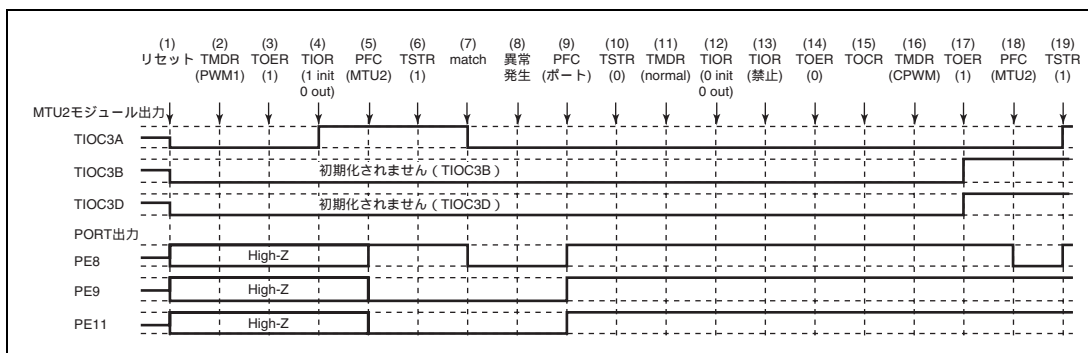 (1) (2) (3) (4) (5) (6) (7) (8) (9) (10) (11) (12) (13) (14) (15) (16) (17) (18) (19)
リセット TMDR TOER TIOR PFC TSTR match 異常 PFC TSTR TMDR TIOR TIOR TOER TOCR TMDR TOER PFC TSTR
(PWM1) (1) (1 init (MTU2) (1) 発生 (ポート) (0) (normal) (0 init (禁止) (0) (CPWM) (1) (MTU2) (1)
0 out) 0 out)
MTU2モジュール出力
TIOC3A
TIOC3B 初期化されません(TIOC3B)
TIOC3D 初期化されません(TIOC3D)
PORT出力
PE8 High-Z
PE9 High-Z
PE11 High-Z